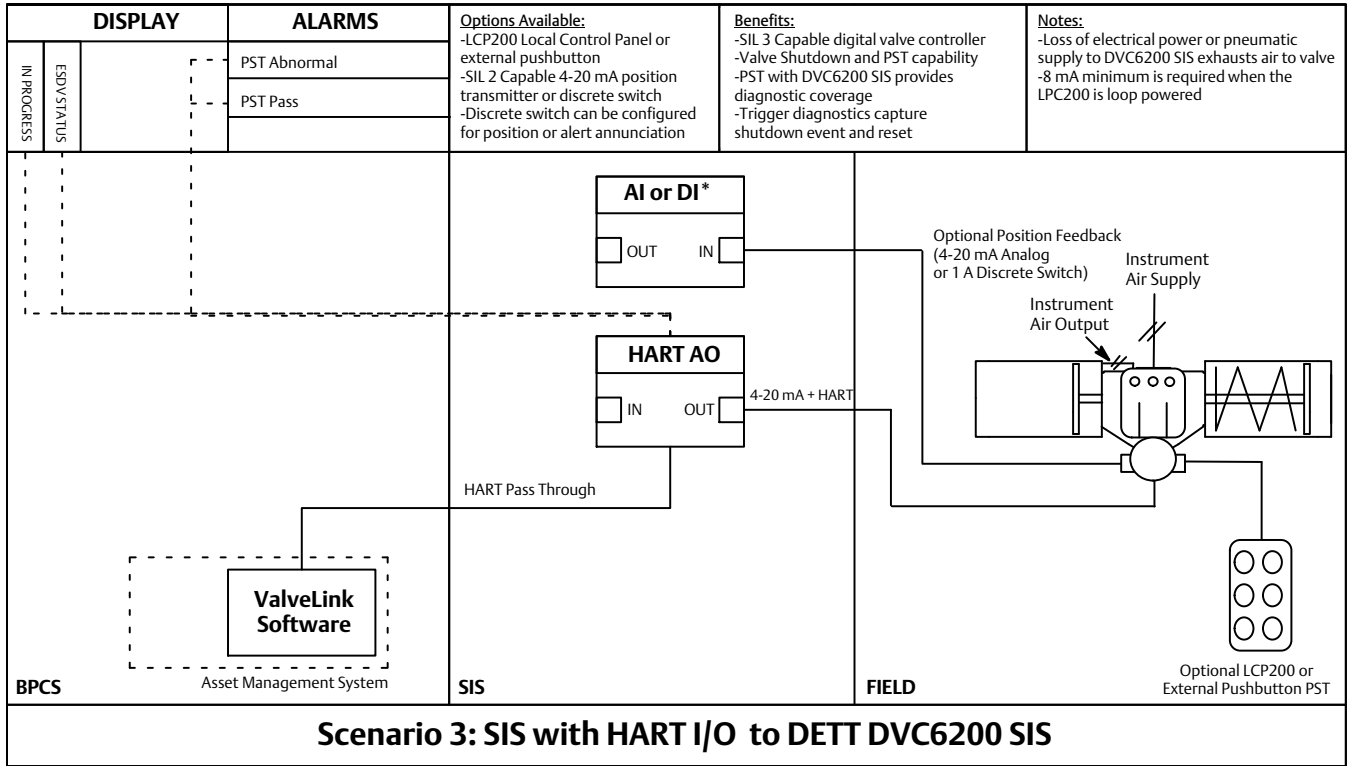 DISPLAY
ALARMS
IN PROGRESS
ESDV STATUS
PST Abnormal
PST Pass
Options Available:
-LCP200 Local Control Panel or
external pushbutton
-SIL 2 Capable 4-20 mA position
transmitter or discrete switch
-Discrete switch can be configured
for position or alert annunciation
Benefits:
-SIL 3 Capable digital valve controller
-Valve Shutdown and PST capability
-PST with DVC6200 SIS provides
diagnostic coverage
-Trigger diagnostics capture
shutdown event and reset
Notes:
-Loss of electrical power or pneumatic
supply to DVC6200 SIS exhausts air to valve
-8 mA minimum is required when the
LPC200 is loop powered
AI or DI*
OUT IN
Optional Position Feedback
(4-20 mA Analog
or 1 A Discrete Switch)
Instrument
Air Supply
Instrument
Air Output
HART AO
IN OUT
4-20 mA + HART
HART Pass Through
ValveLink
Software
Asset Management System
Optional LCP200 or
External Pushbutton PST
BPCS
SIS
FIELD
Scenario 3: SIS with HART I/O to DETT DVC6200 SIS